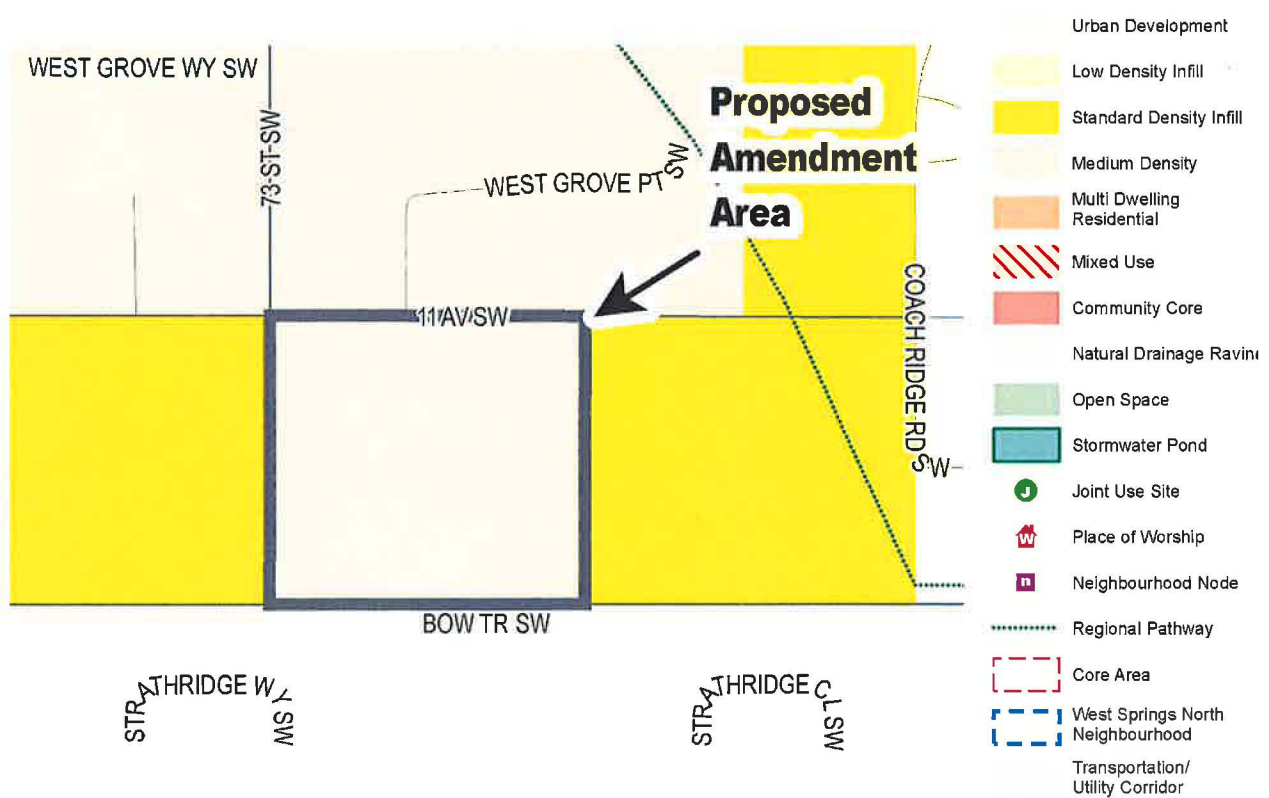 WEST GROVE WY SW
73 ST SW
WEST GROVE PT SW
Proposed
Amendment
Area
11 AV SW
COACH RIDGE RD SW
BOW TR SW
STRATHRIDGE WY SW
STRATHRIDGE CL SW
Urban Development
Low Density Infill
Standard Density Infill
Medium Density
Multi Dwelling
Residential
Mixed Use
Community Core
Natural Drainage Ravin
Open Space
Stormwater Pond
J
Joint Use Site
W
Place of Worship
n
Neighbourhood Node
Regional Pathway
Core Area
West Springs North
Neighbourhood
Transportation/
Utility Corridor